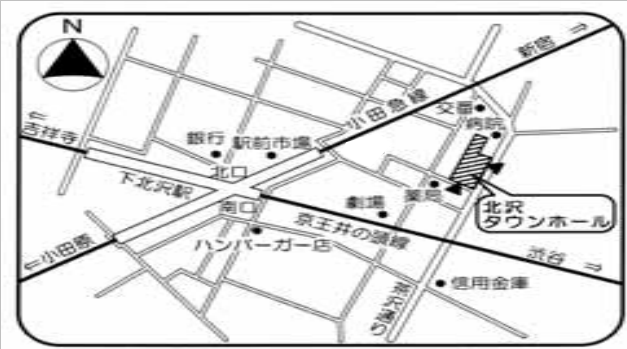 N
新宿 ⇒
小田急線
交番
病院
⇐
吉祥寺
銀行
駅前市場
北口
下北沢駅
薬局
北沢
タウンホール
劇場
南口
京王井の頭線
ハンバーガー店
⇐小田原
渋谷 ⇒
信用金庫
茶沢通り